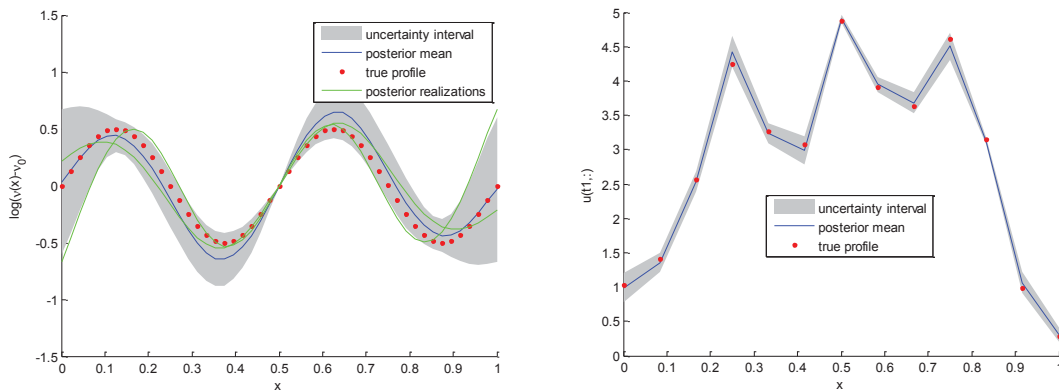 1.5
1
0.5
0
-0.5
-1
-1.5
log(ν(x)-ν0)
0 0.1 0.2 0.3 0.4 0.5 0.6 0.7 0.8 0.9 1
x
uncertainty interval
posterior mean
true profile
posterior realizations
5
4.5
4
3.5
3
2.5
2
1.5
1
0.5
0
u(t1,:)
0 0.1 0.2 0.3 0.4 0.5 0.6 0.7 0.8 0.9 1
x
uncertainty interval
posterior mean
true profile